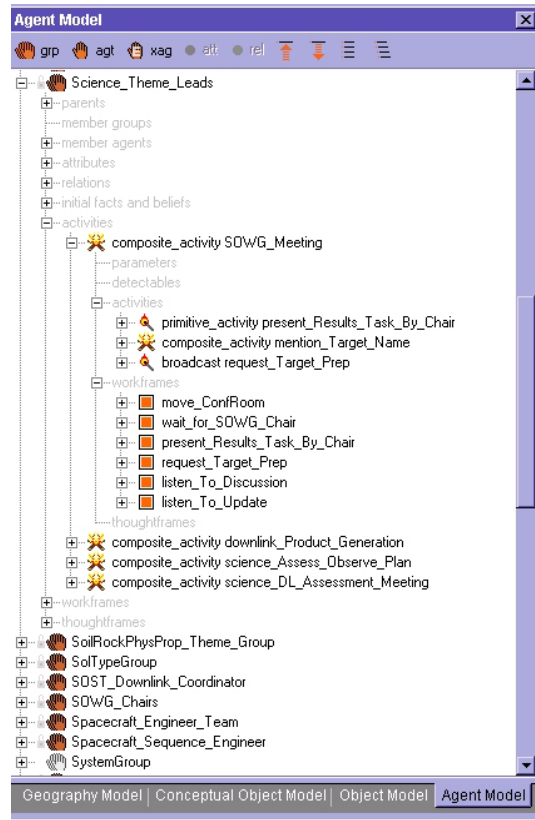 Agent Model
grp agt xag att rel
Science_Theme_Leads
parents
member groups
member agents
attributes
relations
initial facts and beliefs
activities
composite_activity SOWG_Meeting
parameters
detectables
activities
primitive_activity present_Results_Task_By_Chair
composite_activity mention_Target_Name
broadcast request_Target_Prep
workframes
move_ConfRoom
wait_for_SOWG_Chair
present_Results_Task_By_Chair
request_Target_Prep
listen_To_Discussion
listen_To_Update
thoughtframes
composite_activity downlink_Product_Generation
composite_activity science_Assess_Observe_Plan
composite_activity science_DL_Assessment_Meeting
workframes
thoughtframes
SoilRockPhysProp_Theme_Group
SolTypeGroup
SOST_Downlink_Coordinator
SOWG_Chairs
Spacecraft_Engineer_Team
Spacecraft_Sequence_Engineer
SystemGroup
Geography Model | Conceptual Object Model | Object Model Agent Model